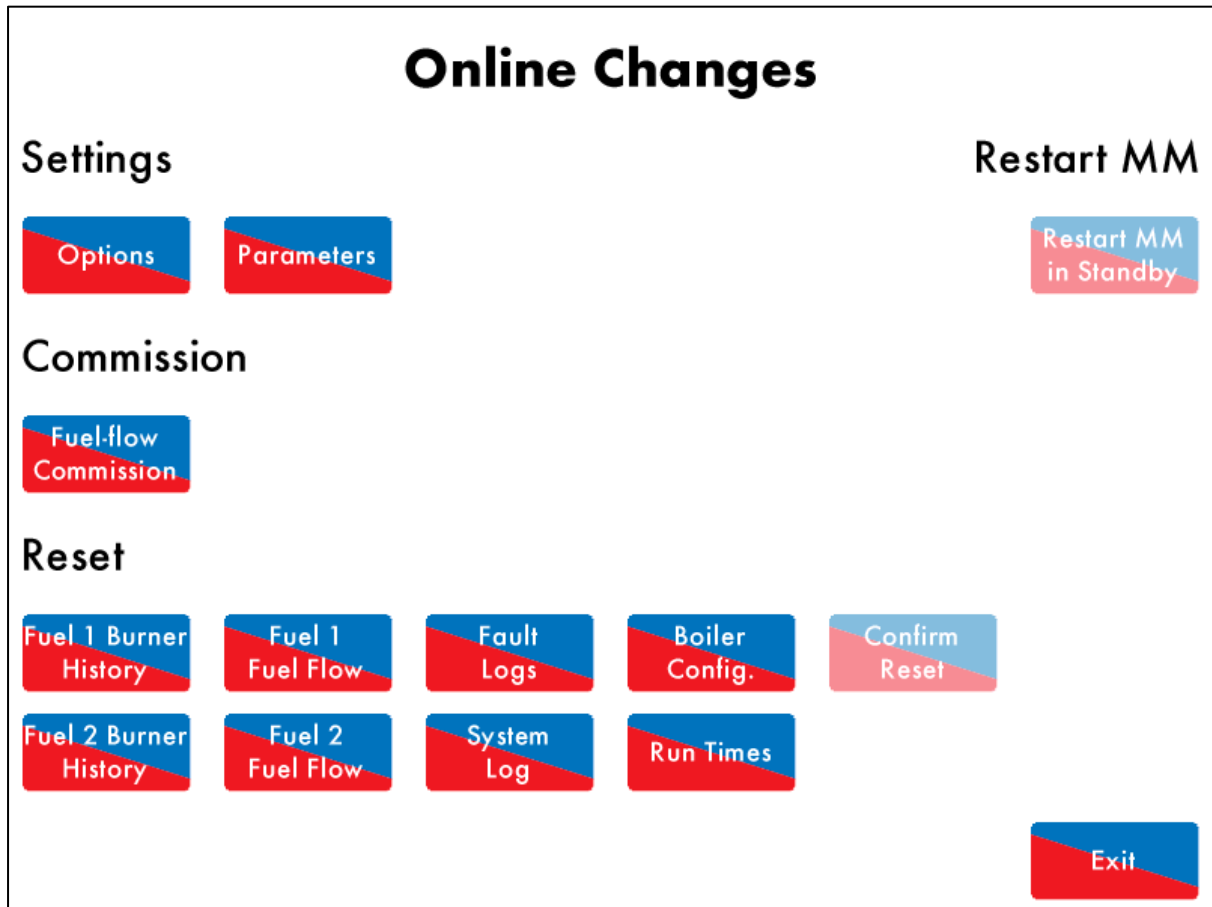 Online Changes
Settings
Restart MM
Options
Parameters
Restart MM
in Standby
Commission
Fuel-flow
Commission
Reset
Fuel 1 Burner
History
Fuel 1
Fuel Flow
Fault
Logs
Boiler
Config.
Confirm
Reset
Fuel 2 Burner
History
Fuel 2
Fuel Flow
System
Log
Run Times
Exit